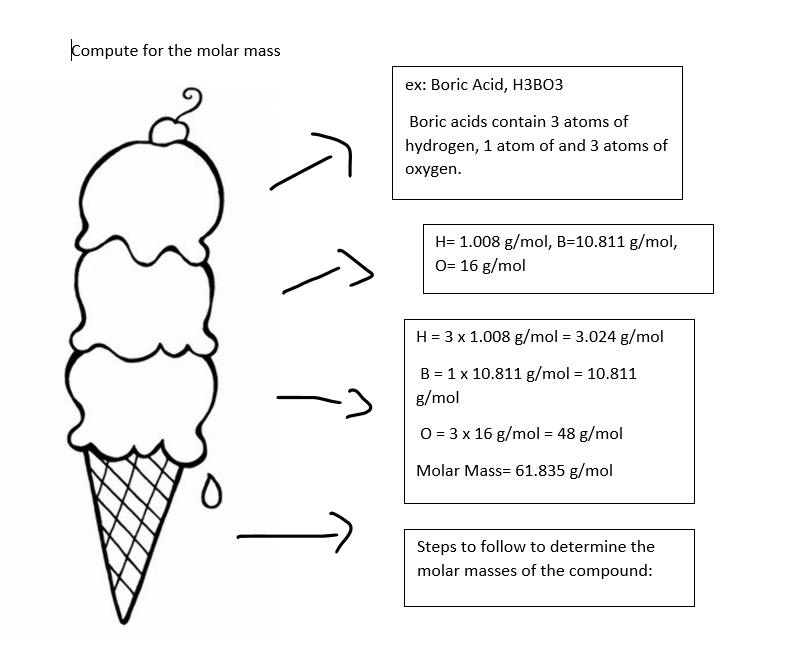 Compute for the molar mass
ex: Boric Acid, H3BO3
Boric acids contain 3 atoms of
hydrogen, 1 atom of and 3 atoms of
oxygen.
H= 1.008 g/mol, B=10.811 g/mol,
O= 16 g/mol
H = 3 x 1.008 g/mol = 3.024 g/mol
B = 1 x 10.811 g/mol = 10.811
g/mol
O = 3 x 16 g/mol = 48 g/mol
Molar Mass= 61.835 g/mol
Steps to follow to determine the
molar masses of the compound: